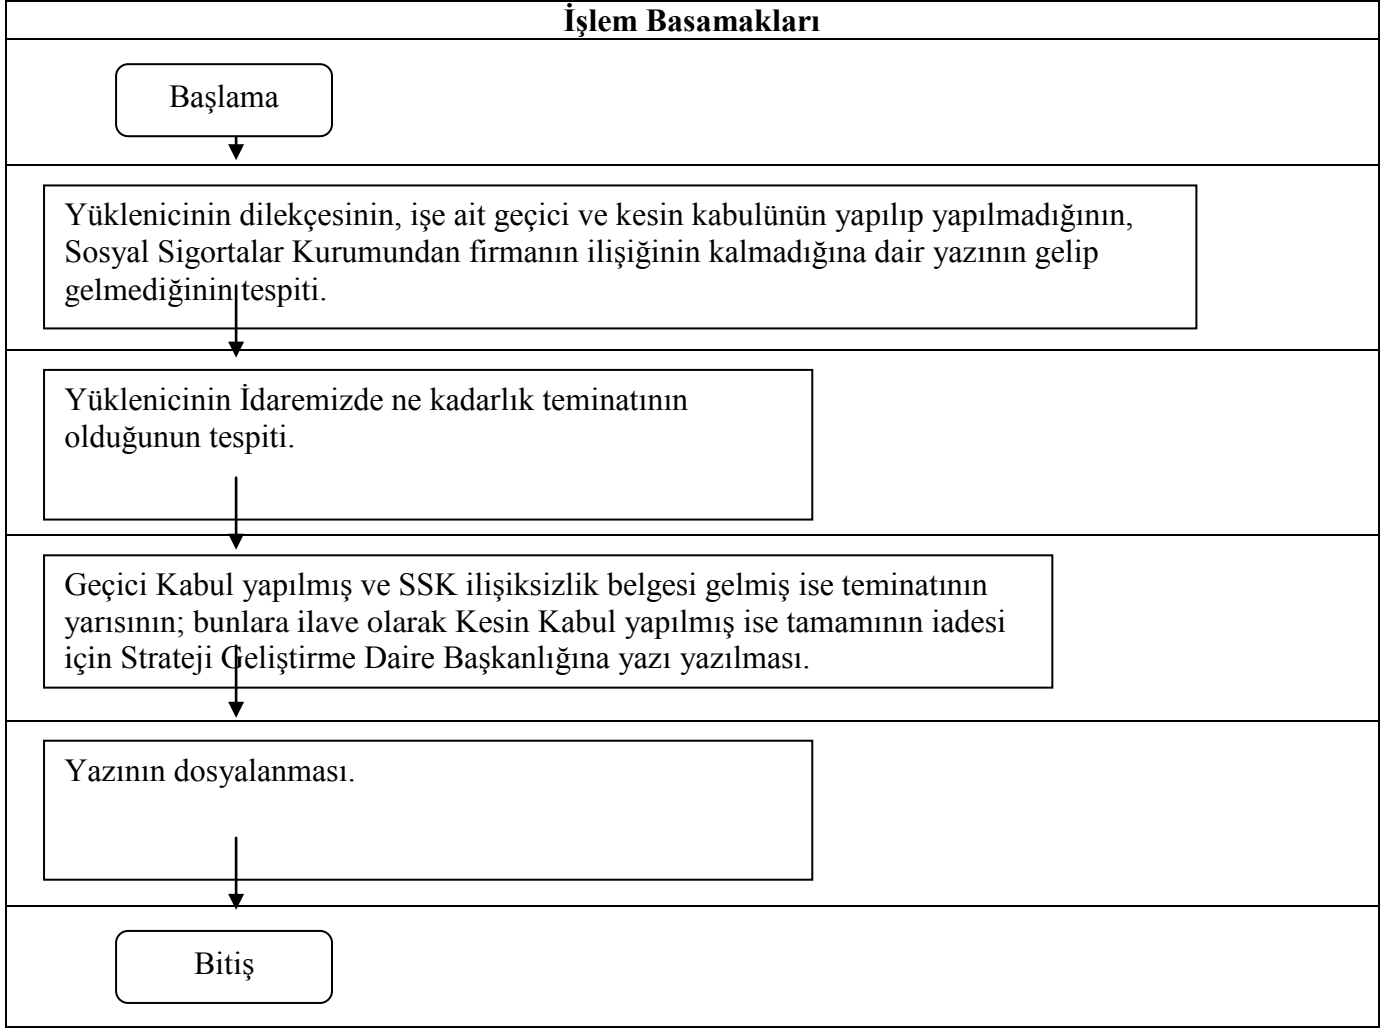 İşlem Basamakları
Başlama
Yüklenicinin dilekçesinin, işe ait geçici ve kesin kabulünün yapılıp yapılmadığının,
Sosyal Sigortalar Kurumundan firmanın ilişiğinin kalmadığına dair yazının gelip
gelmediğinin tespiti.
Yüklenicinin İdaremizde ne kadarlık teminatının
olduğunun tespiti.
Geçici Kabul yapılmış ve SSK ilişiksizlik belgesi gelmiş ise teminatının
yarısının; bunlara ilave olarak Kesin Kabul yapılmış ise tamamının iadesi
için Strateji Geliştirme Daire Başkanlığına yazı yazılması.
Yazının dosyalanması.
Bitiş